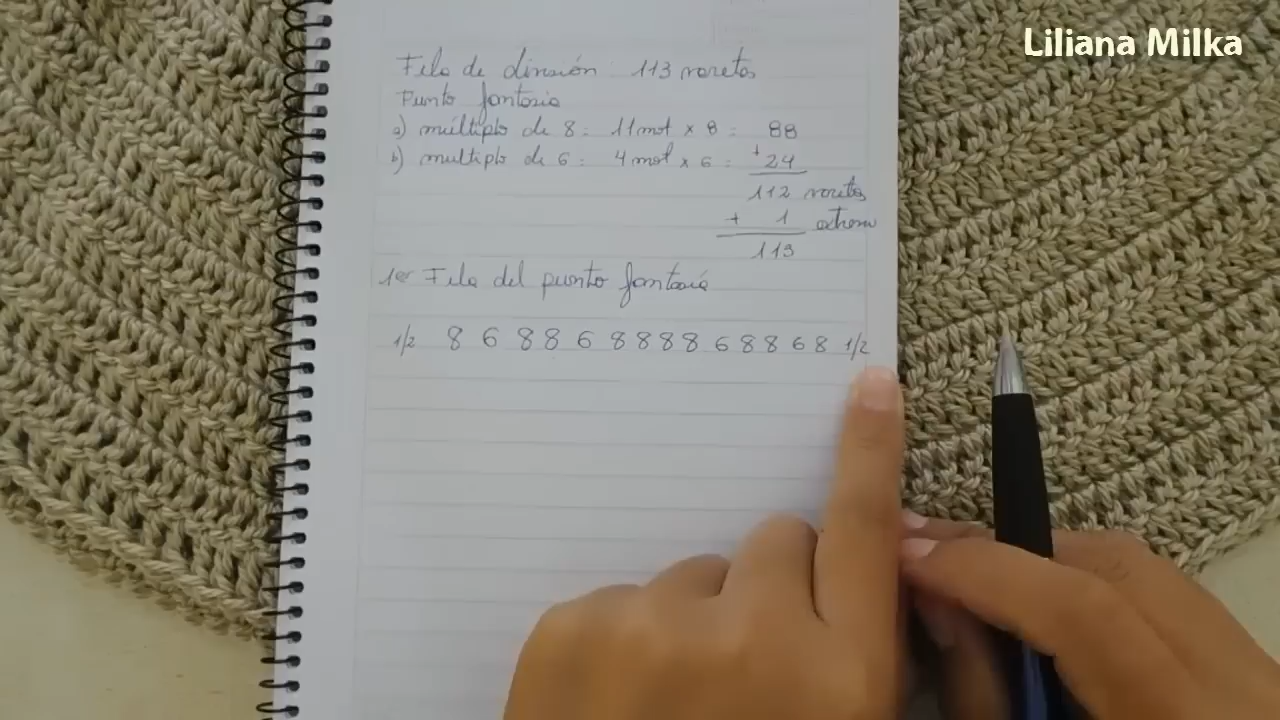 Liliana Milka
Fila de división 113 varetas
Punto fantasía
a) múltiplo de 8 = 11 mot × 8 = 88
b) multiplo de 6 = 4 mot × 6 = + 24
112 varetas
+ 1 extremo
113
1er Fila del punto fantasía
1/2 8 6 8 8 6 8 8 8 8 6 8 8 6 8 1/2